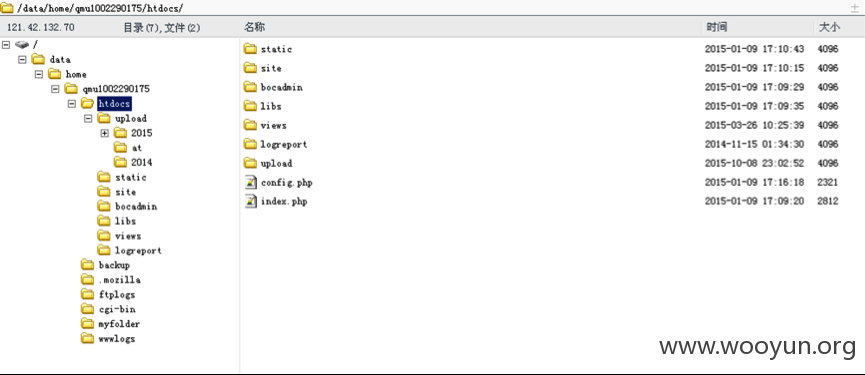 /data/home/qmu1002290175/htdocs/
121.42.132.70 目录(7),文件(2) 名称 时间 大小
/
data
home
qmu1002290175
htdocs
upload
2015
at
2014
static
site
bocadmin
libs
views
logreport
backup
.mozilla
ftplogs
cgi-bin
myfolder
wwwlogs
static 2015-01-09 17:10:43 4096
site 2015-01-09 17:10:15 4096
bocadmin 2015-01-09 17:09:29 4096
libs 2015-01-09 17:09:35 4096
views 2015-03-26 10:25:39 4096
logreport 2014-11-15 01:34:30 4096
upload 2015-10-08 23:02:52 4096
config.php 2015-01-09 17:16:18 2321
index.php 2015-01-09 17:09:20 2812
www.wooyun.org